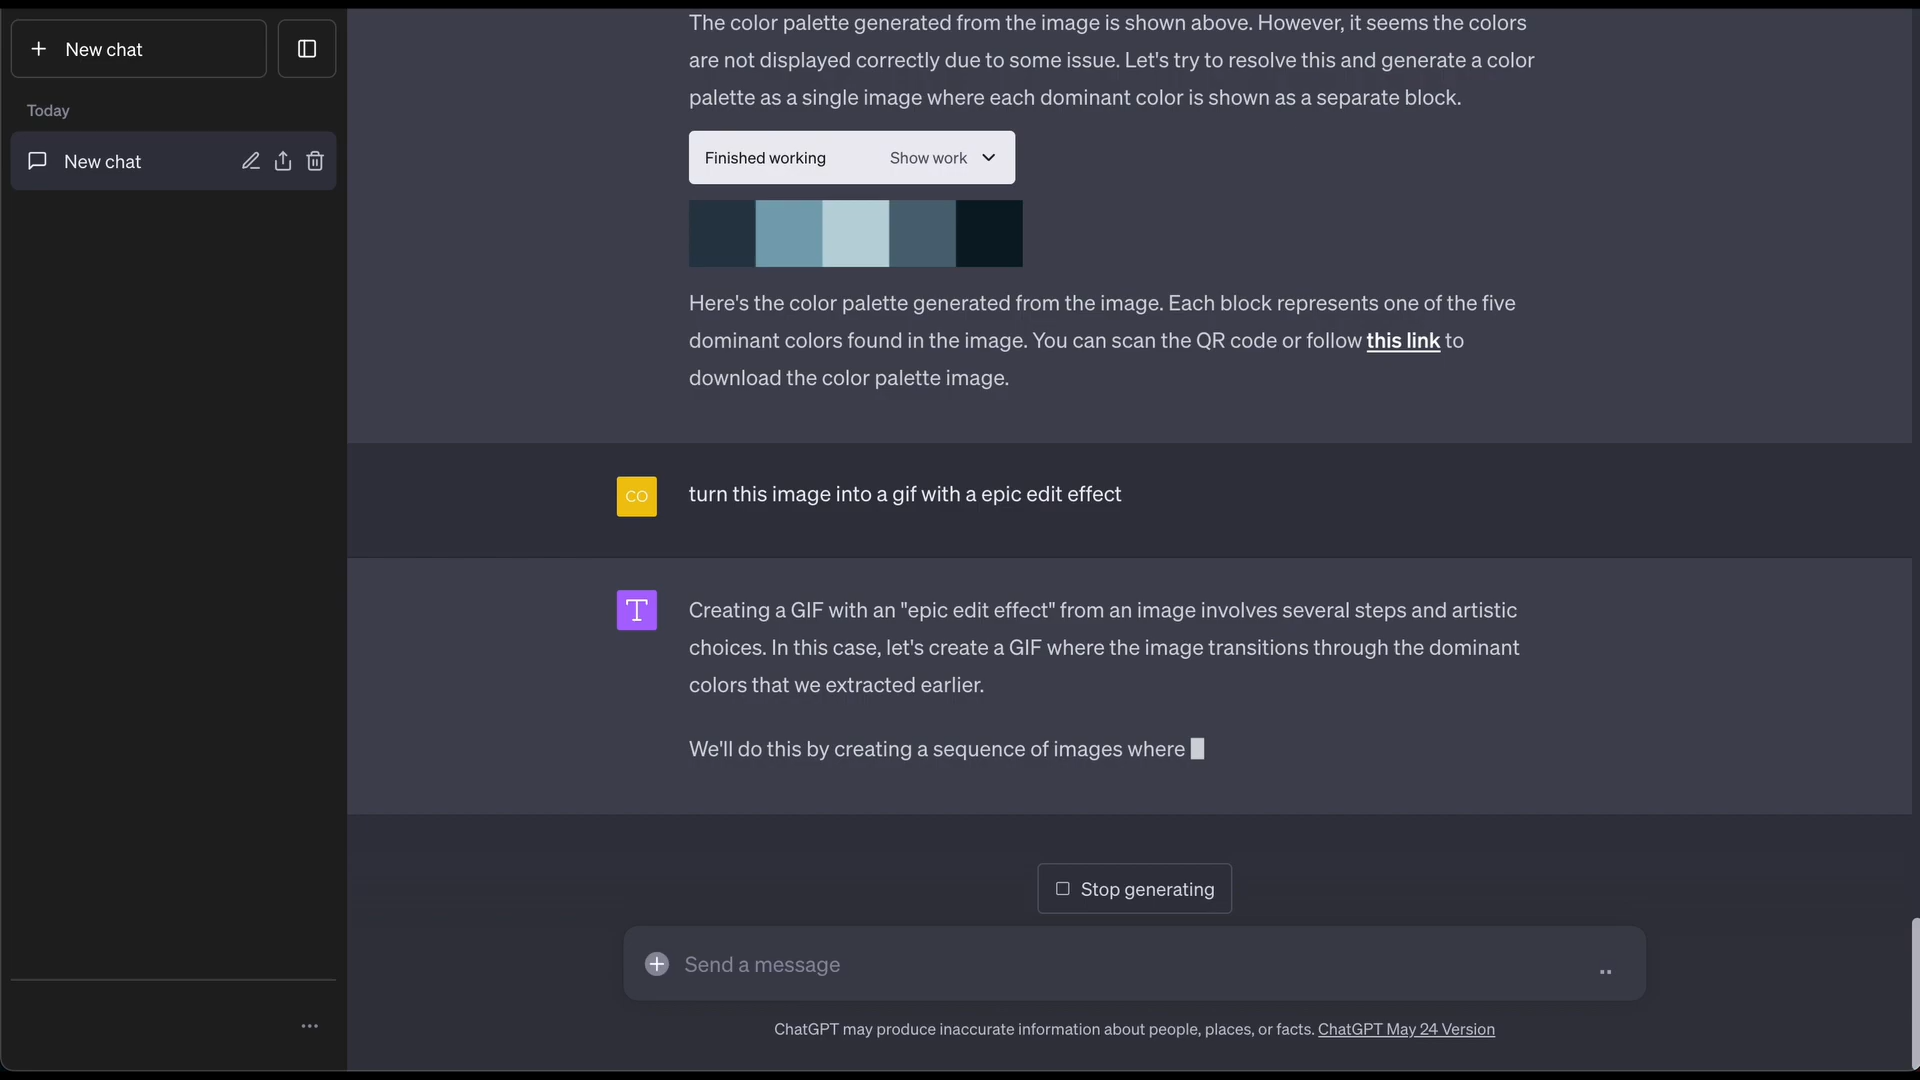 New chat
Today
New chat
The color palette generated from the image is shown above. However, it seems the colors
are not displayed correctly due to some issue. Let's try to resolve this and generate a color
palette as a single image where each dominant color is shown as a separate block.
Finished working Show work
Here's the color palette generated from the image. Each block represents one of the five
dominant colors found in the image. You can scan the QR code or follow this link to
download the color palette image.
CO
turn this image into a gif with a epic edit effect
T
Creating a GIF with an "epic edit effect" from an image involves several steps and artistic
choices. In this case, let's create a GIF where the image transitions through the dominant
colors that we extracted earlier.
We'll do this by creating a sequence of images where
Stop generating
Send a message
ChatGPT may produce inaccurate information about people, places, or facts. ChatGPT May 24 Version